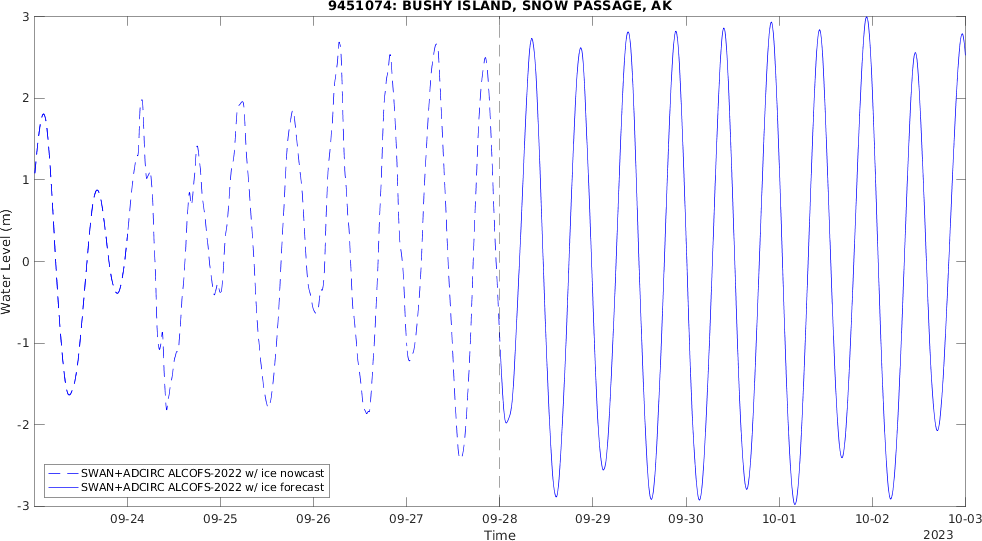 9451074: BUSHY ISLAND, SNOW PASSAGE, AK
3
2
1
0
-1
-2
-3
Water Level (m)
SWAN+ADCIRC ALCOFS-2022 w/ ice nowcast
SWAN+ADCIRC ALCOFS-2022 w/ ice forecast
09-24 09-25 09-26 09-27 09-28 09-29 09-30 10-01 10-02 10-03
Time
2023